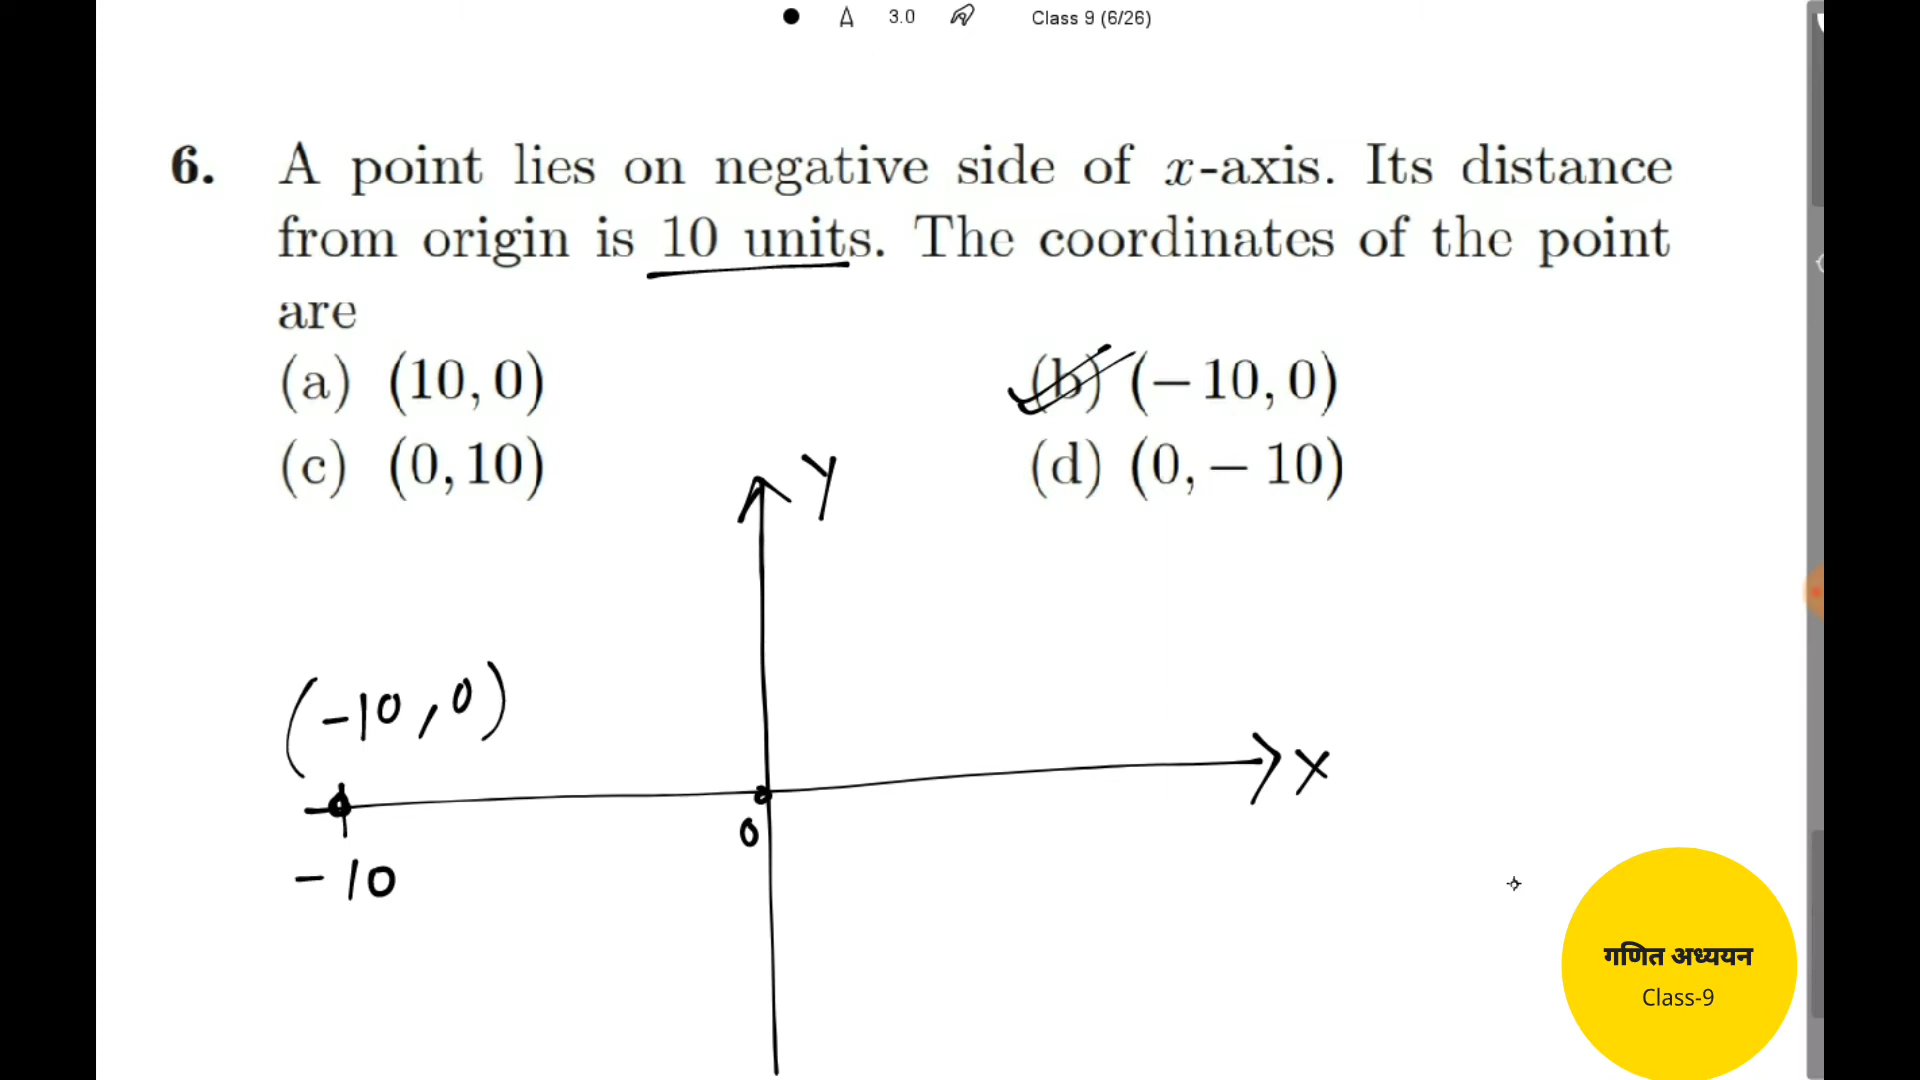 3.0 Class 9 (6/26)
6. A point lies on negative side of x-axis. Its distance
from origin is 10 units. The coordinates of the point
are
(a) (10, 0) (b) (− 10, 0)
(c) (0, 10) (d) (0, − 10)
Y
(-10, 0)
X
0
-10
गणित अध्ययन
Class-9